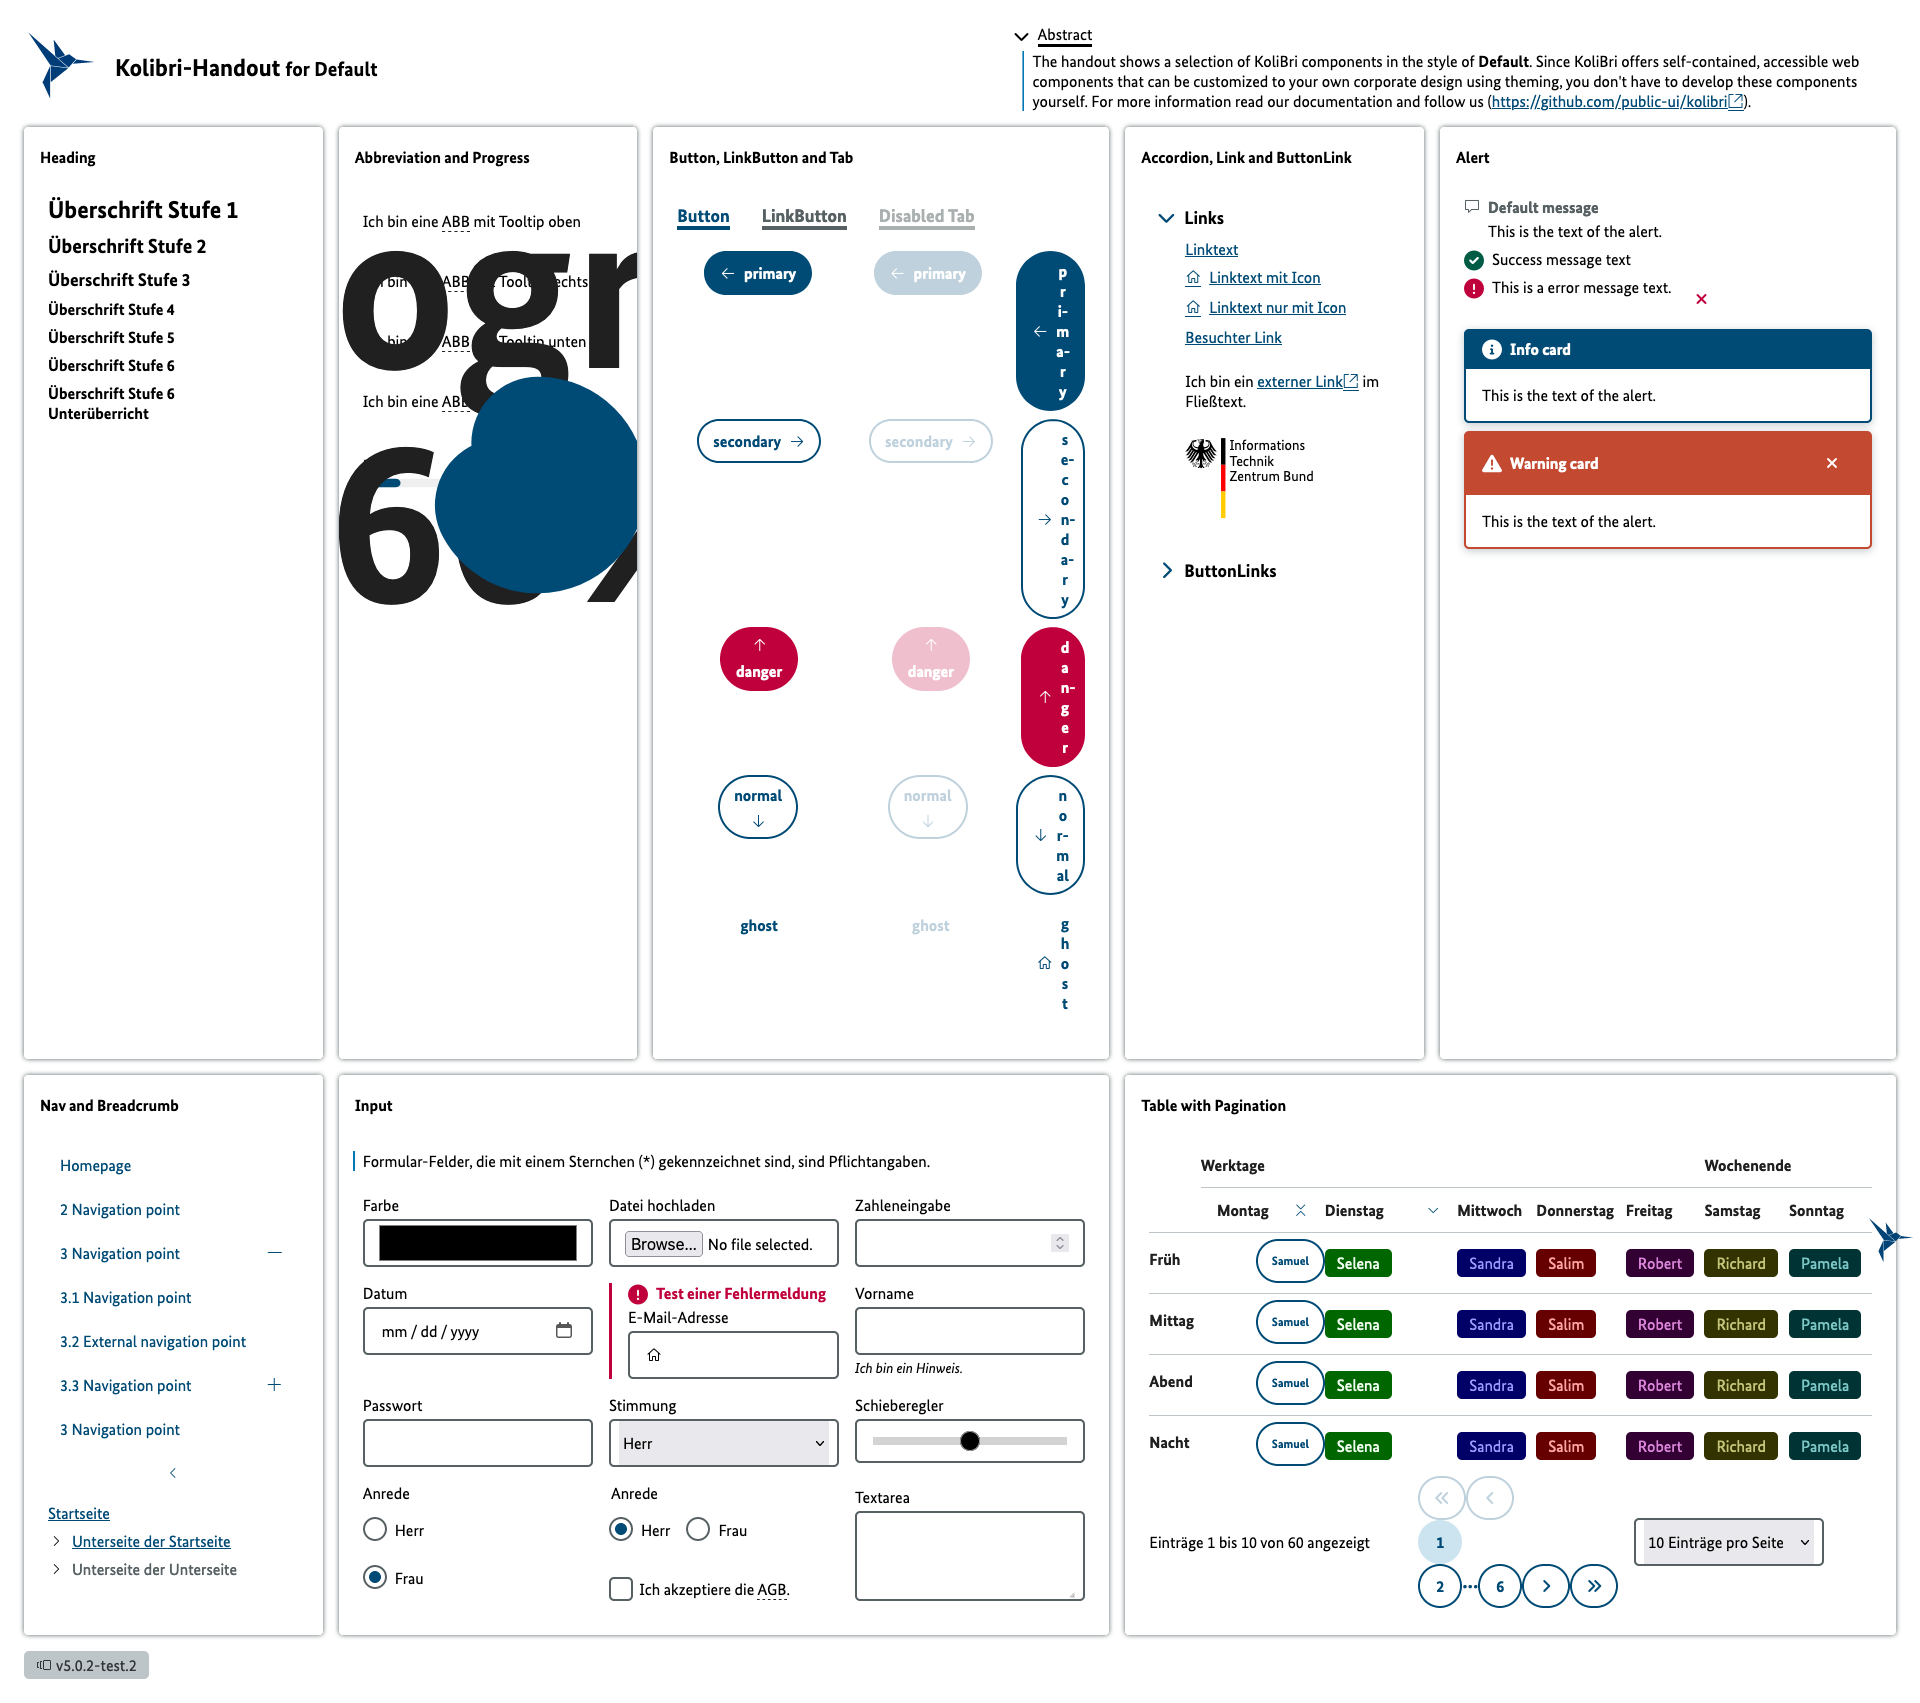 Kolibri-Handout for Default
Abstract
The handout shows a selection of KoliBri components in the style of Default. Since KoliBri offers self-contained, accessible web
components that can be customized to your own corporate design using theming, you don't have to develop these components
yourself. For more information read our documentation and follow us (https://github.com/public-ui/kolibri).
Heading
Überschrift Stufe 1
Überschrift Stufe 2
Überschrift Stufe 3
Überschrift Stufe 4
Überschrift Stufe 5
Überschrift Stufe 6
Überschrift Stufe 6
Unterüberricht
Abbreviation and Progress
Ich bin eine ABB mit Tooltip oben
ABB
ABB Tooltip unten
Ich bin eine
Button, LinkButton and Tab
Button LinkButton Disabled Tab
primary
primary
pri-
ma-
ry
secondary
secondary
se-
con-
da-
ry
danger
danger
dan-
ger
normal
normal
nor-
mal
ghost
ghost
ghost
Accordion, Link and ButtonLink
Links
Linktext
Linktext mit Icon
Linktext nur mit Icon
Besuchter Link
Ich bin ein externer Link im
Fließtext.
Informations
Technik
Zentrum Bund
ButtonLinks
Alert
Default message
This is the text of the alert.
Success message text
This is a error message text.
Info card
This is the text of the alert.
Warning card
This is the text of the alert.
Nav and Breadcrumb
Homepage
2 Navigation point
3 Navigation point
3.1 Navigation point
3.2 External navigation point
3.3 Navigation point
3 Navigation point
Startseite
Unterseite der Startseite
Unterseite der Unterseite
Input
Formular-Felder, die mit einem Sternchen (*) gekennzeichnet sind, sind Pflichtangaben.
Farbe
Datei hochladen
Browse... No file selected.
Zahleneingabe
Datum
mm / dd / yyyy
Test einer Fehlermeldung
E-Mail-Adresse
Vorname
Ich bin ein Hinweis.
Passwort
Stimmung
Herr
Schieberegler
Anrede
Herr
Frau
Anrede
Herr Frau
Ich akzeptiere die AGB.
Textarea
Table with Pagination
Werktage Wochenende
Montag Dienstag Mittwoch Donnerstag Freitag Samstag Sonntag
Früh Samuel Selena Sandra Salim Robert Richard Pamela
Mittag Samuel Selena Sandra Salim Robert Richard Pamela
Abend Samuel Selena Sandra Salim Robert Richard Pamela
Nacht Samuel Selena Sandra Salim Robert Richard Pamela
Einträge 1 bis 10 von 60 angezeigt
1
2 ··· 6
10 Einträge pro Seite
v5.0.2-test.2